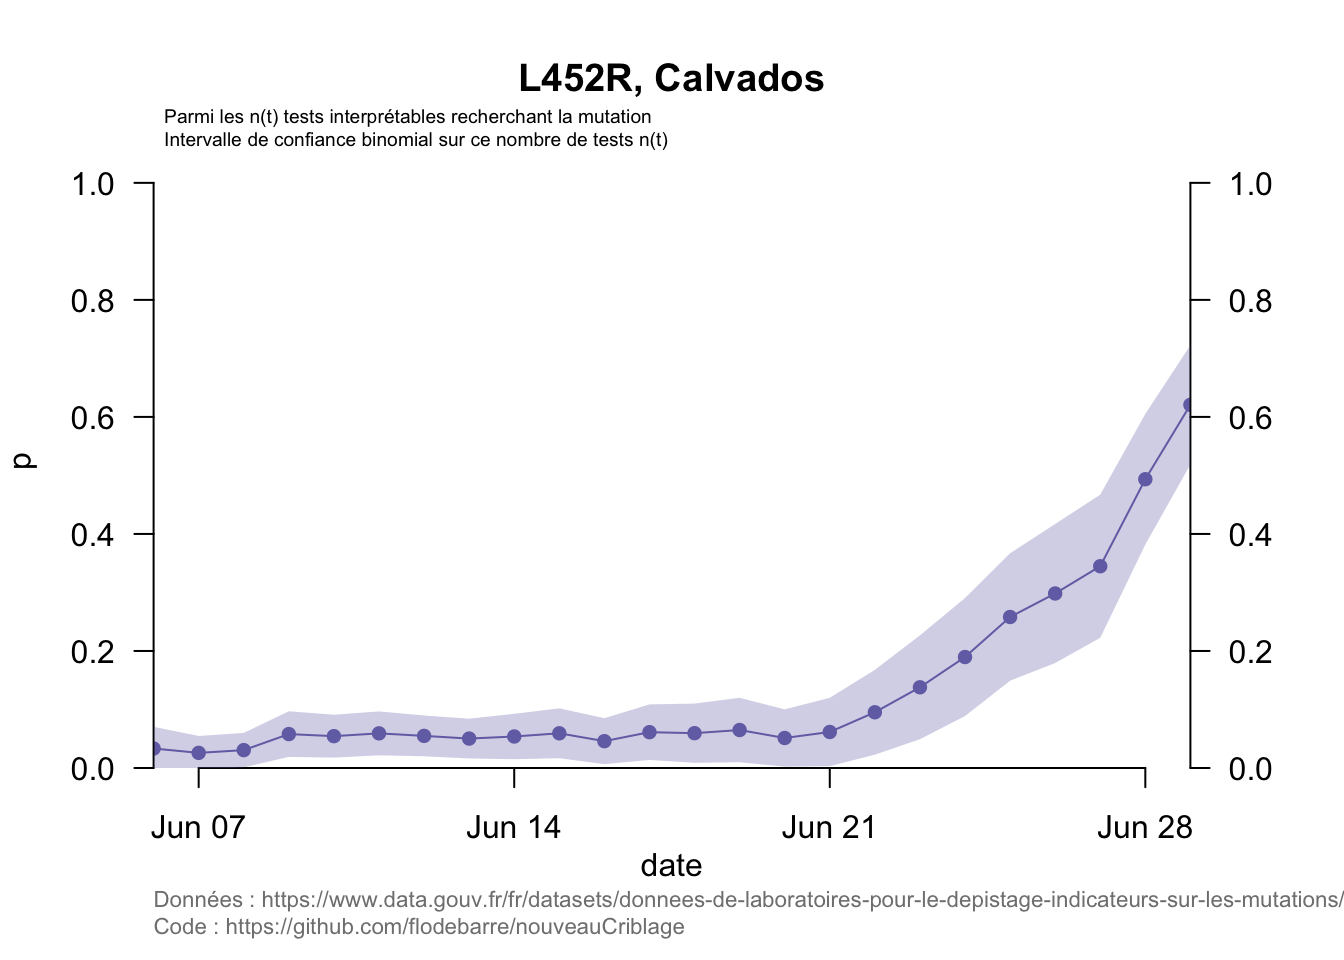 L452R, Calvados
Parmi les n(t) tests interprétables recherchant la mutation
Intervalle de confiance binomial sur ce nombre de tests n(t)
1.0 1.0
0.8 0.8
0.6 0.6
p
0.4 0.4
0.2 0.2
0.0 0.0
Jun 07 Jun 14 Jun 21 Jun 28
date
Données : https://www.data.gouv.fr/fr/datasets/donnees-de-laboratoires-pour-le-depistage-indicateurs-sur-les-mutations/
Code : https://github.com/flodebarre/nouveauCriblage